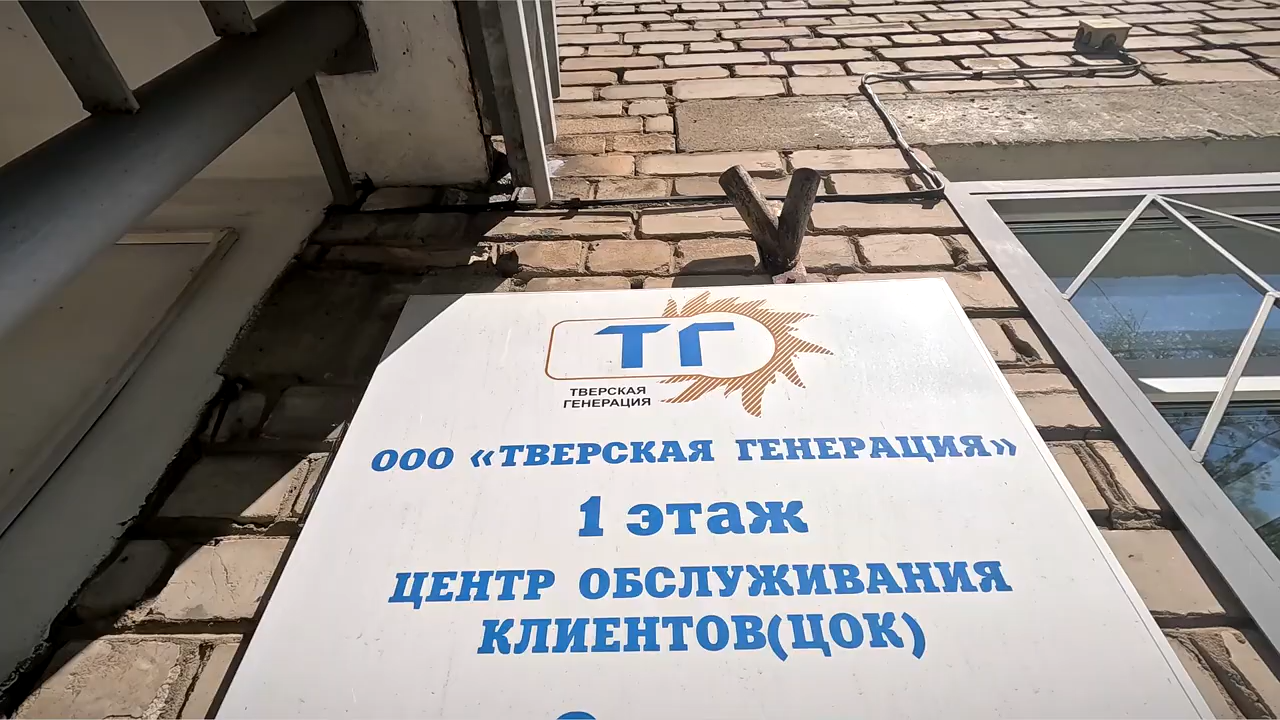 ТГ
ТВЕРСКАЯ
ГЕНЕРАЦИЯ
ООО «ТВЕРСКАЯ ГЕНЕРАЦИЯ»
1 этаж
ЦЕНТР ОБСЛУЖИВАНИЯ
КЛИЕНТОВ(ЦОК)